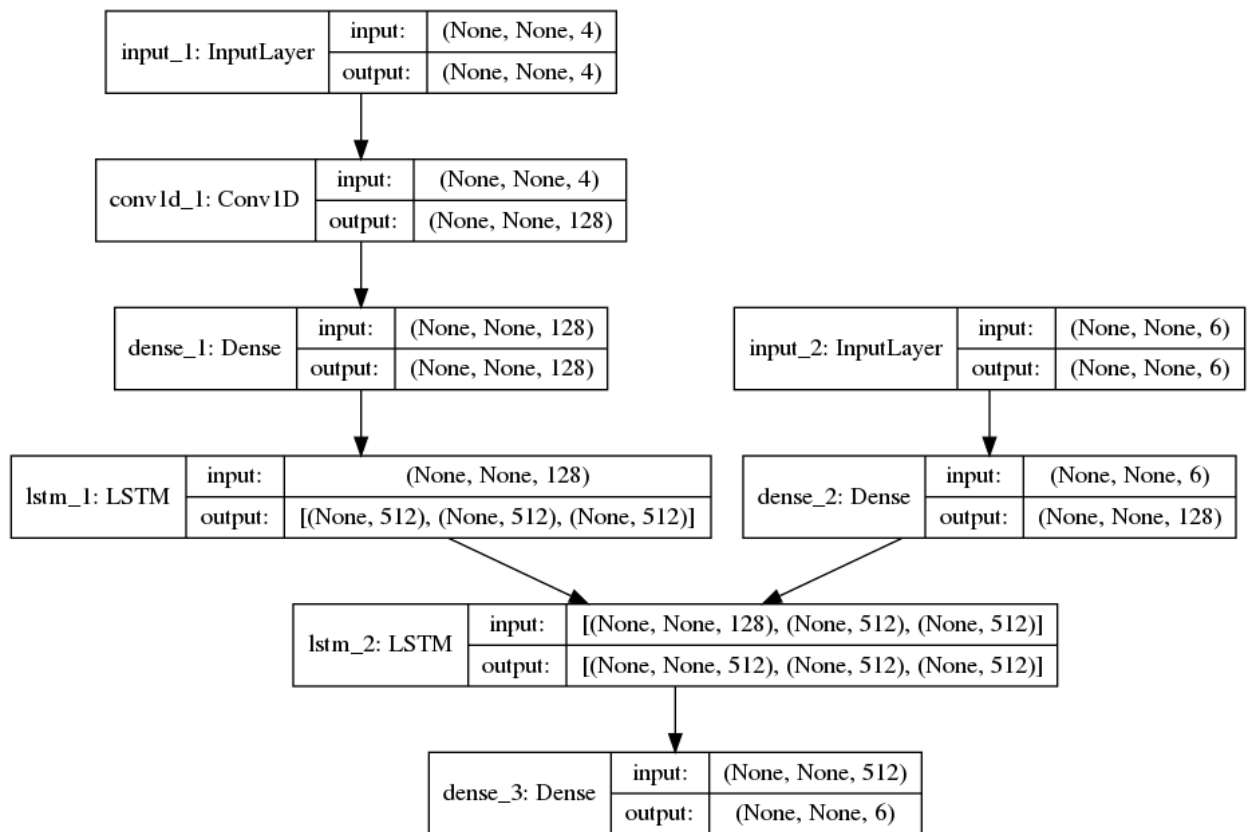 input_1: InputLayer
input: (None, None, 4)
output: (None, None, 4)
conv1d_1: Conv1D
input: (None, None, 4)
output: (None, None, 128)
dense_1: Dense
input: (None, None, 128)
output: (None, None, 128)
input_2: InputLayer
input: (None, None, 6)
output: (None, None, 6)
lstm_1: LSTM
input: (None, None, 128)
output: [(None, 512), (None, 512), (None, 512)]
dense_2: Dense
input: (None, None, 6)
output: (None, None, 128)
lstm_2: LSTM
input: [(None, None, 128), (None, 512), (None, 512)]
output: [(None, None, 512), (None, 512), (None, 512)]
dense_3: Dense
input: (None, None, 512)
output: (None, None, 6)